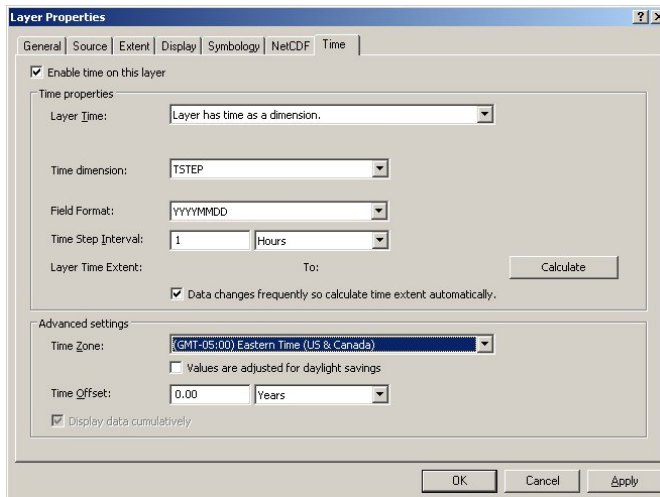 Layer Properties
General Source Extent Display Symbology NetCDF Time
Enable time on this layer
Time properties
Layer Time: Layer has time as a dimension.
Time dimension: TSTEP
Field Format: YYYYMMDD
Time Step Interval: 1 Hours
Layer Time Extent: To: Calculate
Data changes frequently so calculate time extent automatically.
Advanced settings
Time Zone: (GMT-05:00) Eastern Time (US & Canada)
Values are adjusted for daylight savings
Time Offset: 0.00 Years
Display data cumulatively
OK Cancel Apply